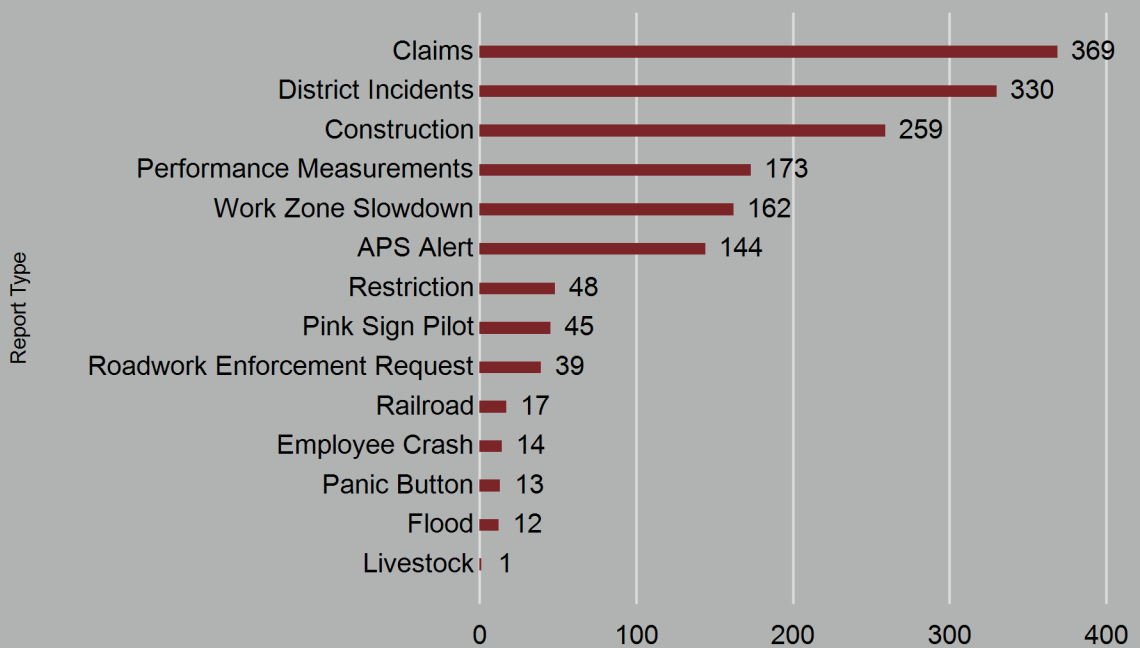 Report Type
Claims 369
District Incidents 330
Construction 259
Performance Measurements 173
Work Zone Slowdown 162
APS Alert 144
Restriction 48
Pink Sign Pilot 45
Roadwork Enforcement Request 39
Railroad 17
Employee Crash 14
Panic Button 13
Flood 12
Livestock 1
0 100 200 300 400